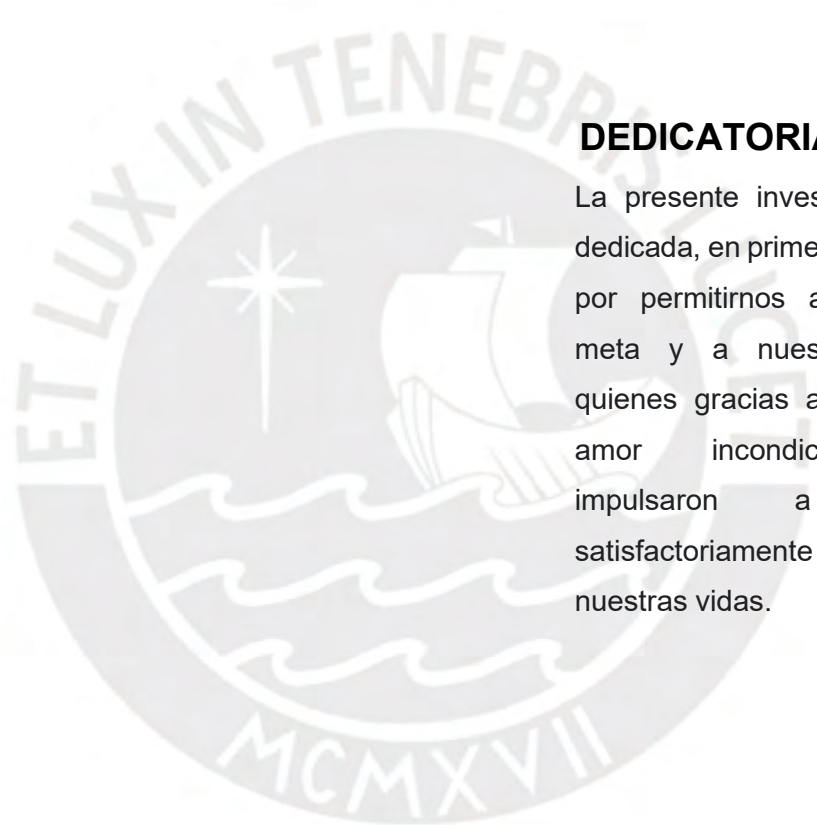 ET LUX IN TENEBRIS LUCET
DEDICATORIA
La presente inves
dedicada, en prime
por permitirnos a
meta y a nues
quienes gracias a
amor incondic
impulsaron a
satisfactoriamente
nuestras vidas.
MCMXVII